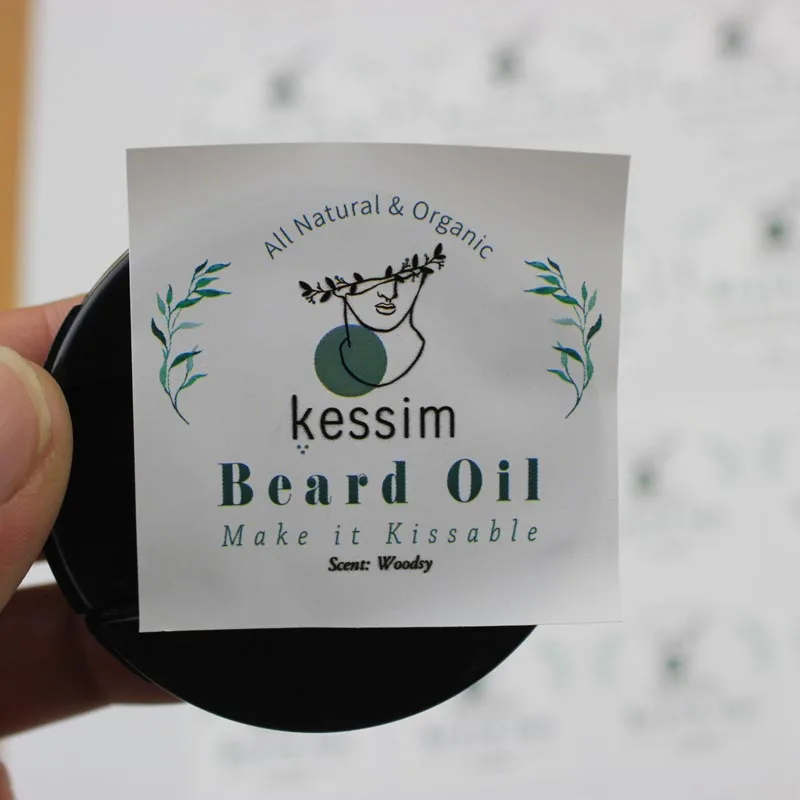 All Natural & Organic
kessim
Beard Oil
Make it Kissable
Scent: Woodsy